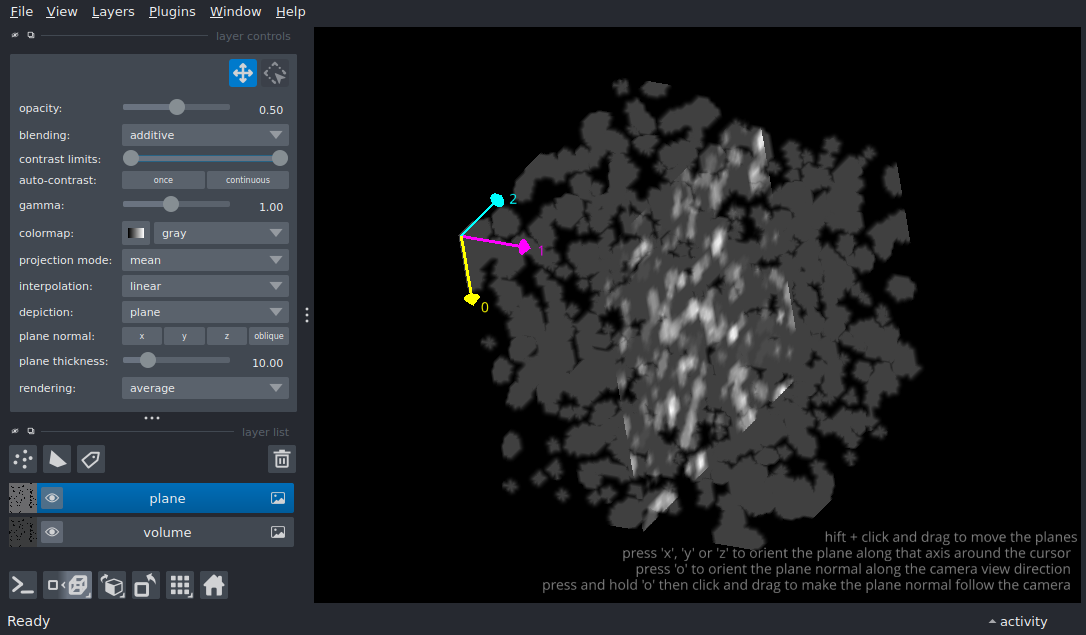 File View Layers Plugins Window Help
layer controls
opacity: 0.50
blending: additive
contrast limits:
auto-contrast: once continuous
gamma: 1.00
colormap: gray
projection mode: mean
interpolation: linear
depiction: plane
plane normal: x y z oblique
plane thickness: 10.00
rendering: average
layer list
plane
volume
2
1
0
hift + click and drag to move the planes
press 'x', 'y' or 'z' to orient the plane along that axis around the cursor
press 'o' to orient the plane normal along the camera view direction
press and hold 'o' then click and drag to make the plane normal follow the camera
Ready
activity